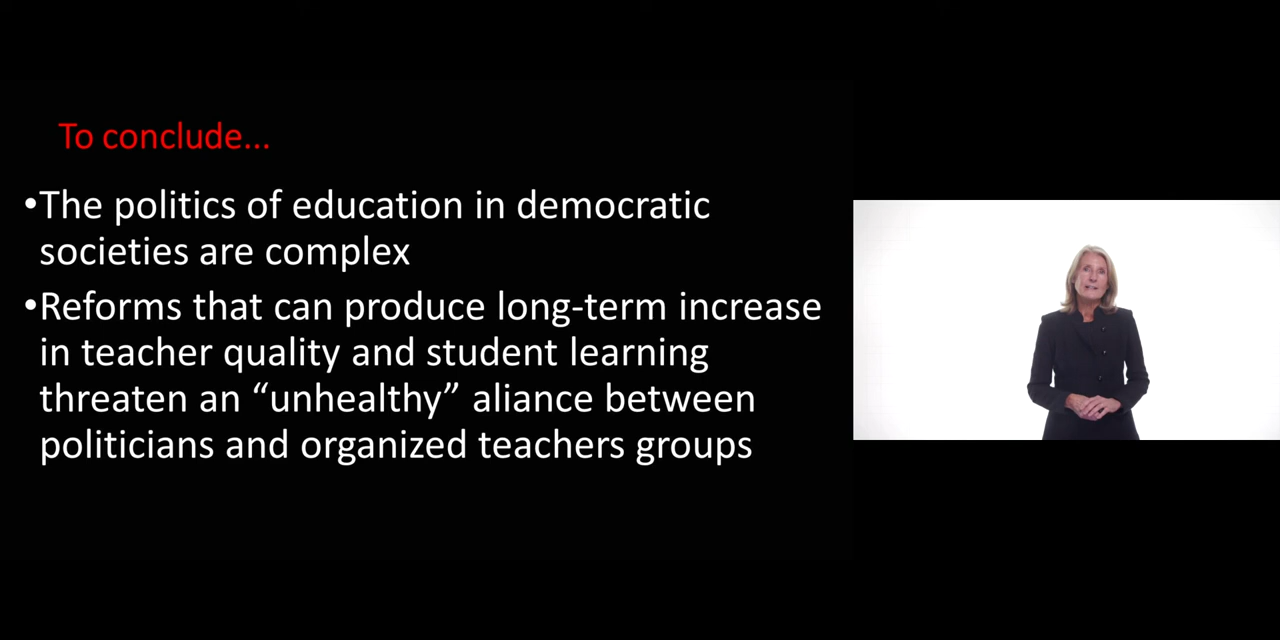 To conclude...
•The politics of education in democratic
societies are complex
•Reforms that can produce long-term increase
in teacher quality and student learning
threaten an “unhealthy” aliance between
politicians and organized teachers groups